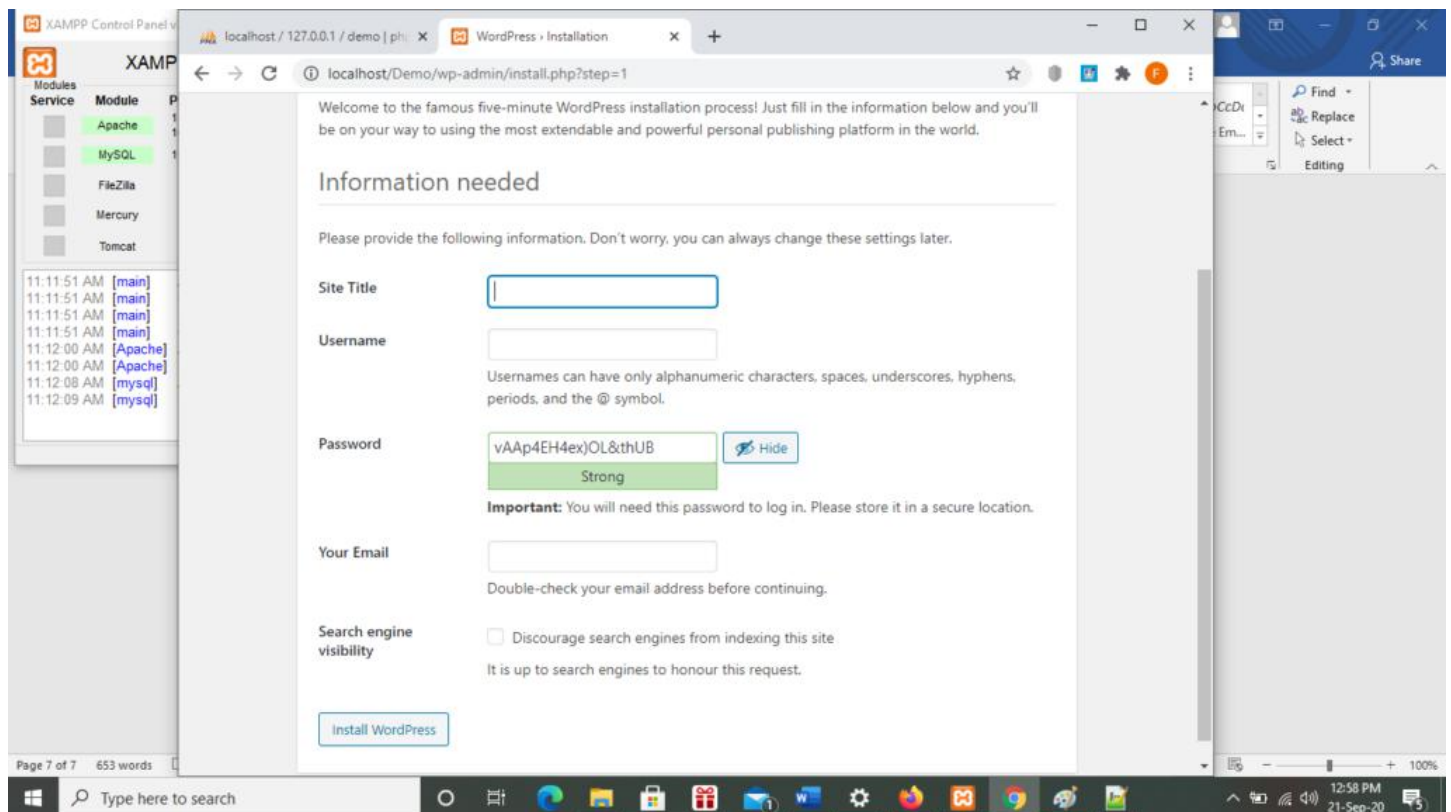 XAMPP Control Panel v
XAMP
Modules
Service Module P
Apache
MySQL
FileZilla
Mercury
Tomcat
11:11:51 AM [main]
11:11:51 AM [main]
11:11:51 AM [main]
11:11:51 AM [main]
11:12:00 AM [Apache]
11:12:00 AM [Apache]
11:12:08 AM [mysql]
11:12:09 AM [mysql]
localhost / 127.0.0.1 / demo | ph
WordPress › Installation
localhost/Demo/wp-admin/install.php?step=1
F
Welcome to the famous five-minute WordPress installation process! Just fill in the information below and you'll
be on your way to using the most extendable and powerful personal publishing platform in the world.
Information needed
Please provide the following information. Don't worry, you can always change these settings later.
Site Title
Username
Usernames can have only alphanumeric characters, spaces, underscores, hyphens,
periods, and the @ symbol.
Password
vAAp4EH4ex)OL&thUB
Hide
Strong
Important: You will need this password to log in. Please store it in a secure location.
Your Email
Double-check your email address before continuing.
Search engine
visibility
Discourage search engines from indexing this site
It is up to search engines to honour this request.
Install WordPress
Share
Find
Replace
Select
Editing
Em...
Page 7 of 7 653 words
100%
Type here to search
12:58 PM
21-Sep-20